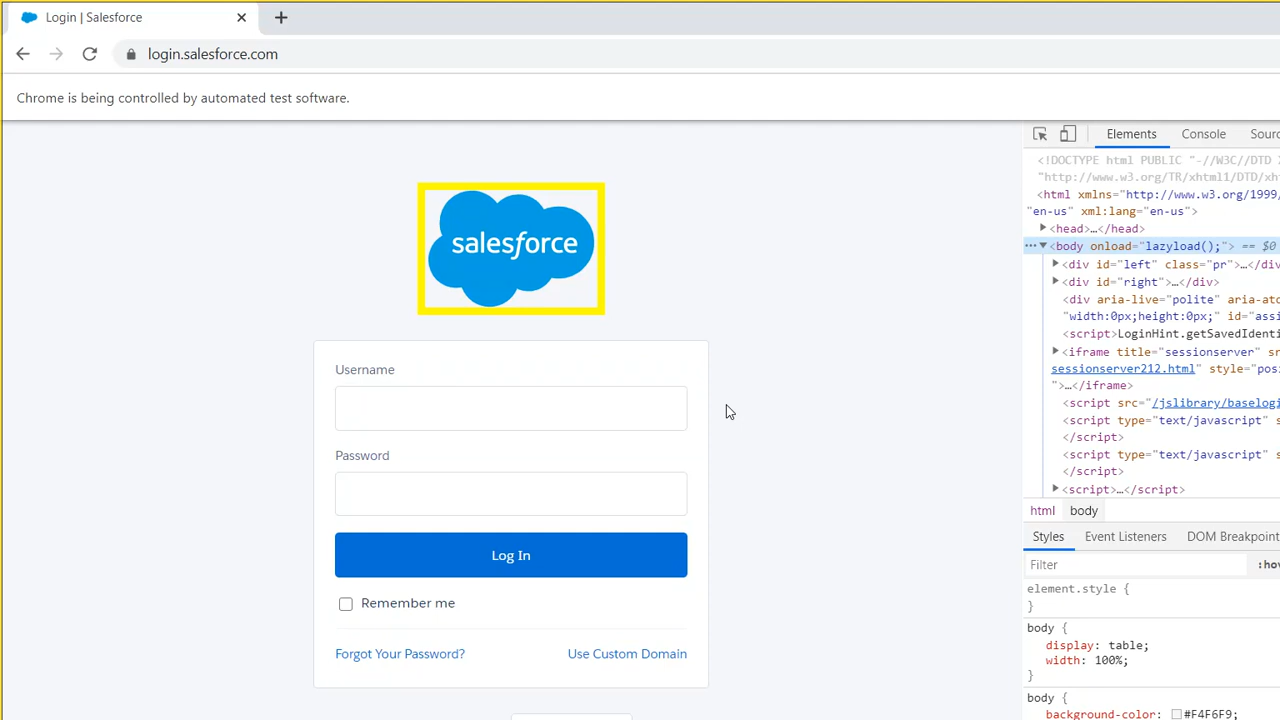 Login | Salesforce
login.salesforce.com
Chrome is being controlled by automated test software.
salesforce
Username
Password
Log In
Remember me
Forgot Your Password?
Use Custom Domain
Elements Console Sourc
<!DOCTYPE html PUBLIC "-//W3C//DTD X
"http://www.w3.org/TR/xhtml1/DTD/xht
<html xmlns="http://www.w3.org/1999/
"en-us" xml:lang="en-us">
<head>…</head>
<body onload="lazyload();"> == $0
<div id="left" class="pr">…</di
<div id="right">…</div>
<div aria-live="polite" aria-ato
"width:0px;height:0px;" id="assi
<script>LoginHint.getSavedIdenti
<iframe title="sessionserver" sr
sessionserver212.html" style="pos
">…</iframe>
<script src="/jslibrary/baselogi
<script type="text/javascript" s
</script>
<script type="text/javascript" s
</script>
<script>…</script>
html body
Styles Event Listeners DOM Breakpoint
Filter :hov
element.style {
}
body {
display: table;
width: 100%;
}
body {
background-color: #F4F6F9;